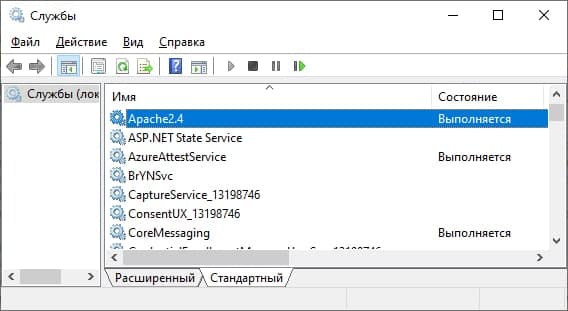 Службы
Файл Действие Вид Справка
Службы (лок
Имя Состояние
Apache2.4 Выполняется
ASP.NET State Service
AzureAttestService Выполняется
BrYNSvc
CaptureService_13198746
ConsentUX_13198746
CoreMessaging Выполняется
Расширенный Стандартный